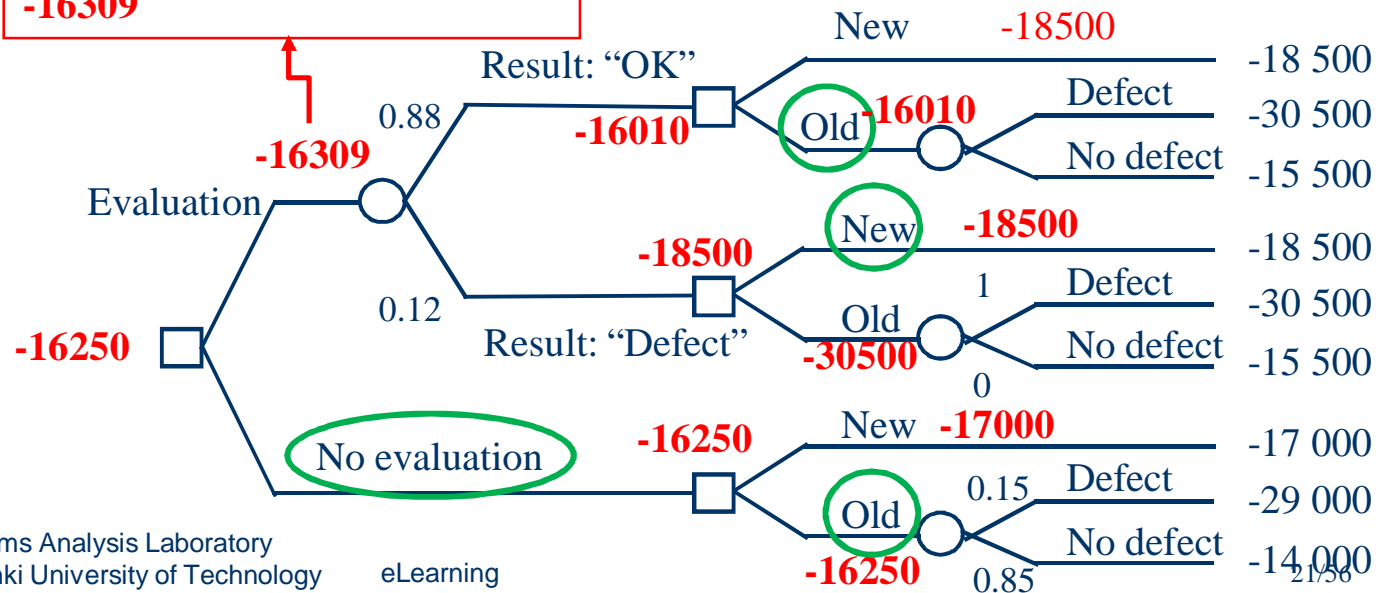 -16309
New -18500
-18 500
Result: “OK”
Defect
-30 500
0.88
Old -16010
-16010
No defect
-15 500
-16309
Evaluation
New -18500
-18 500
-18500
1
Defect
-30 500
0.12
Old
Result: “Defect”
-30500
No defect
-15 500
0
-16250
New -17000
-17 000
-16250
No evaluation
0.15
Defect
-29 000
Old
No defect
-14 000
-16250
0.85
ms Analysis Laboratory
nki University of Technology
eLearning
21/56